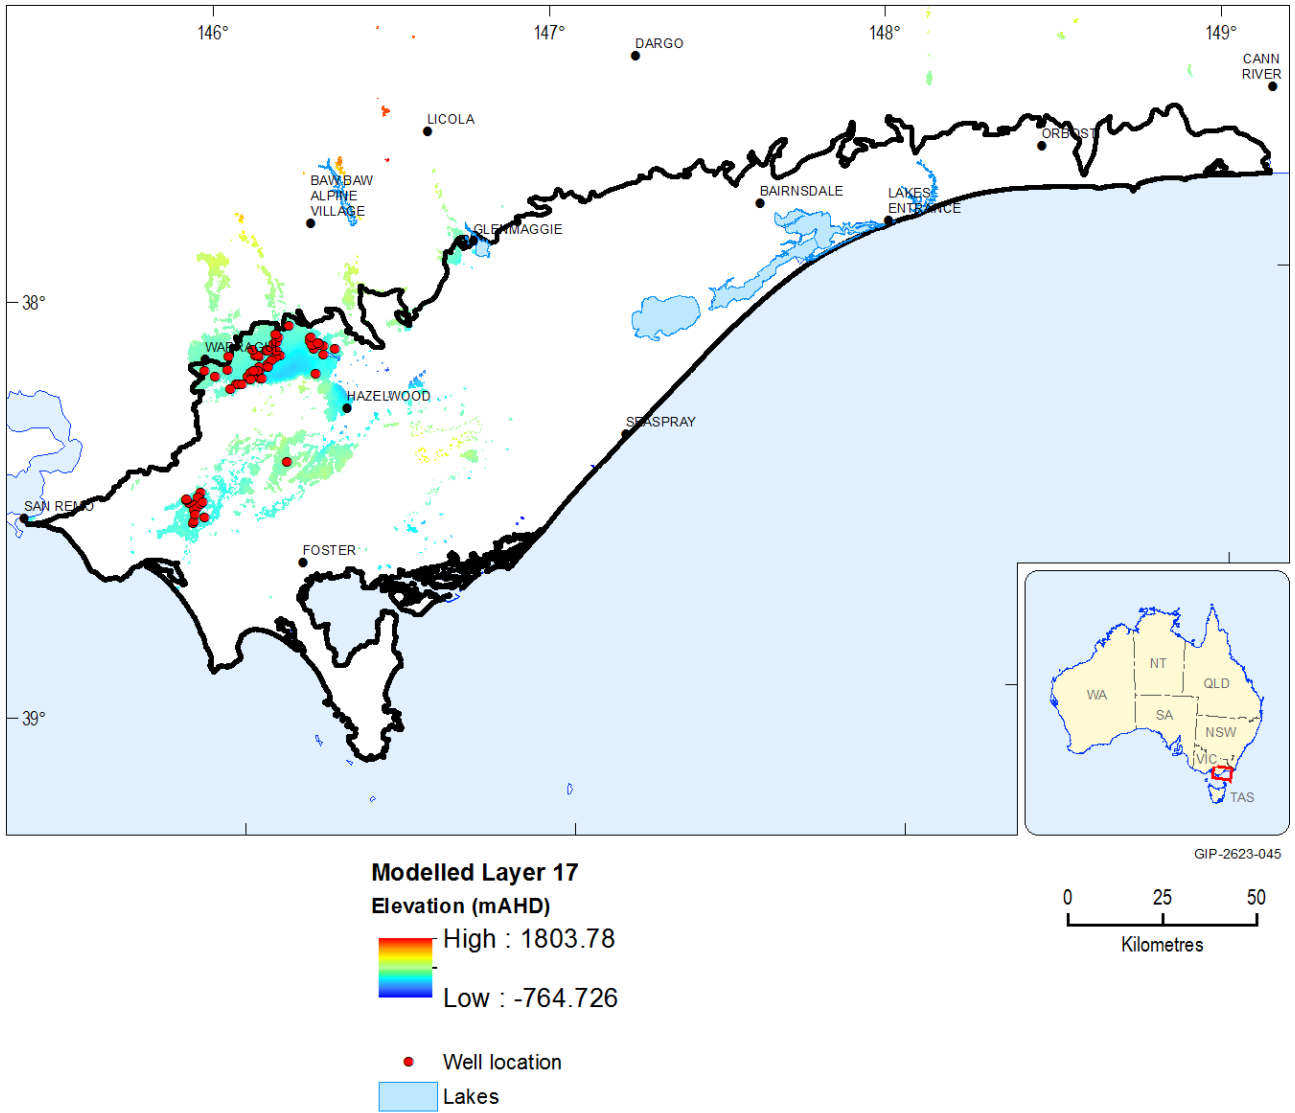 146°
147°
148°
149°
DARGO
CANN
RIVER
LICOLA
ORBOST
BAW BAW
ALPINE
VILLAGE
BAIRNSDALE
LAKES
ENTRANCE
GLENMAGGIE
38°
WARRAGUL
HAZELWOOD
SEASPRAY
SAN REMO
FOSTER
39°
NT
QLD
WA
SA
NSW
VIC
TAS
GIP-2623-045
Modelled Layer 17
Elevation (mAHD)
High : 1803.78
Low : -764.726
0 25 50
Kilometres
Well location
Lakes